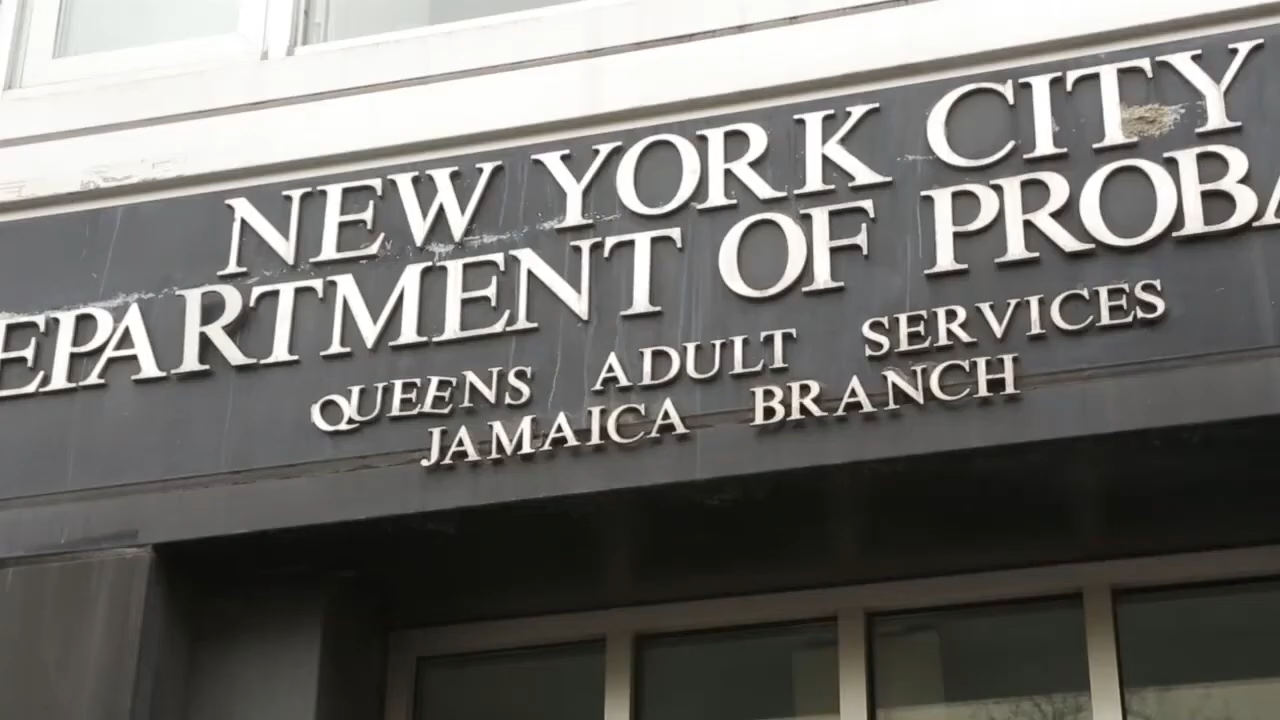 NEW YORK CITY
EPARTMENT OF PROBA
QUEENS ADULT SERVICES
JAMAICA BRANCH